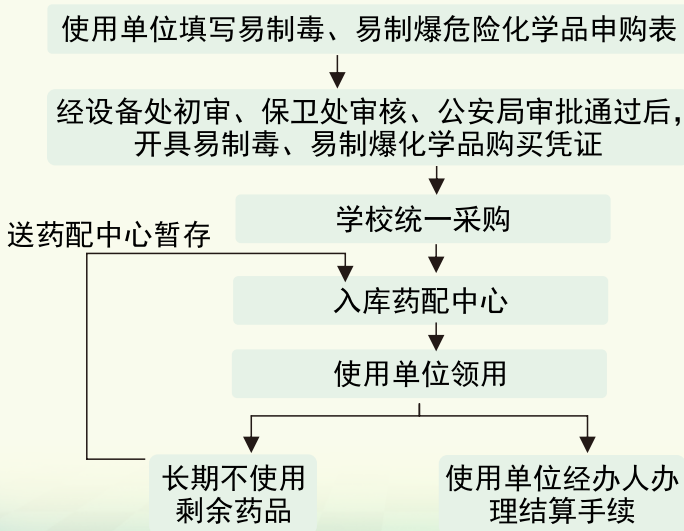 使用单位填写易制毒、易制爆危险化学品申购表
经设备处初审、保卫处审核、公安局审批通过后，
开具易制毒、易制爆化学品购买凭证
学校统一采购
送药配中心暂存
入库药配中心
使用单位领用
长期不使用
剩余药品
使用单位经办人办
理结算手续